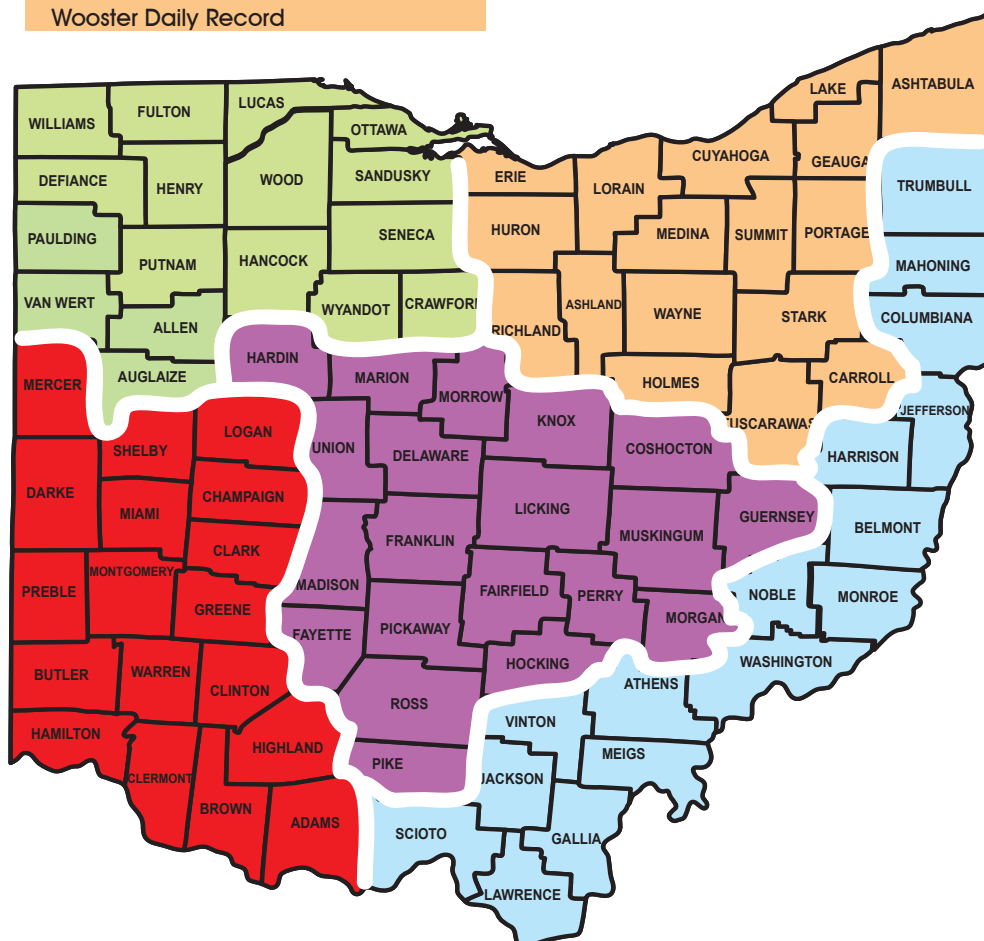 Wooster Daily Record
LAKE
ASHTABULA
WILLIAMS
FULTON
LUCAS
OTTAWA
CUYAHOGA
GEAUGA
DEFIANCE
HENRY
WOOD
SANDUSKY
ERIE
LORAIN
TRUMBULL
PAULDING
PUTNAM
HANCOCK
SENECA
HURON
MEDINA
SUMMIT
PORTAGE
MAHONING
VAN WERT
ALLEN
WYANDOT
CRAWFOR
RICHLAND
ASHLAND
WAYNE
STARK
COLUMBIANA
MERCER
AUGLAIZE
HARDIN
MARION
MORROW
HOLMES
CARROLL
TUSCARAWAS
JEFFERSON
SHELBY
LOGAN
UNION
DELAWARE
KNOX
COSHOCTON
HARRISON
DARKE
MIAMI
CHAMPAIGN
LICKING
MUSKINGUM
GUERNSEY
BELMONT
CLARK
FRANKLIN
PREBLE
MONTGOMERY
GREENE
MADISON
FAIRFIELD
PERRY
MORGAN
NOBLE
MONROE
FAYETTE
PICKAWAY
BUTLER
WARREN
CLINTON
HOCKING
ATHENS
WASHINGTON
ROSS
HAMILTON
HIGHLAND
PIKE
VINTON
MEIGS
CLERMONT
BROWN
ADAMS
JACKSON
SCIOTO
GALLIA
LAWRENCE